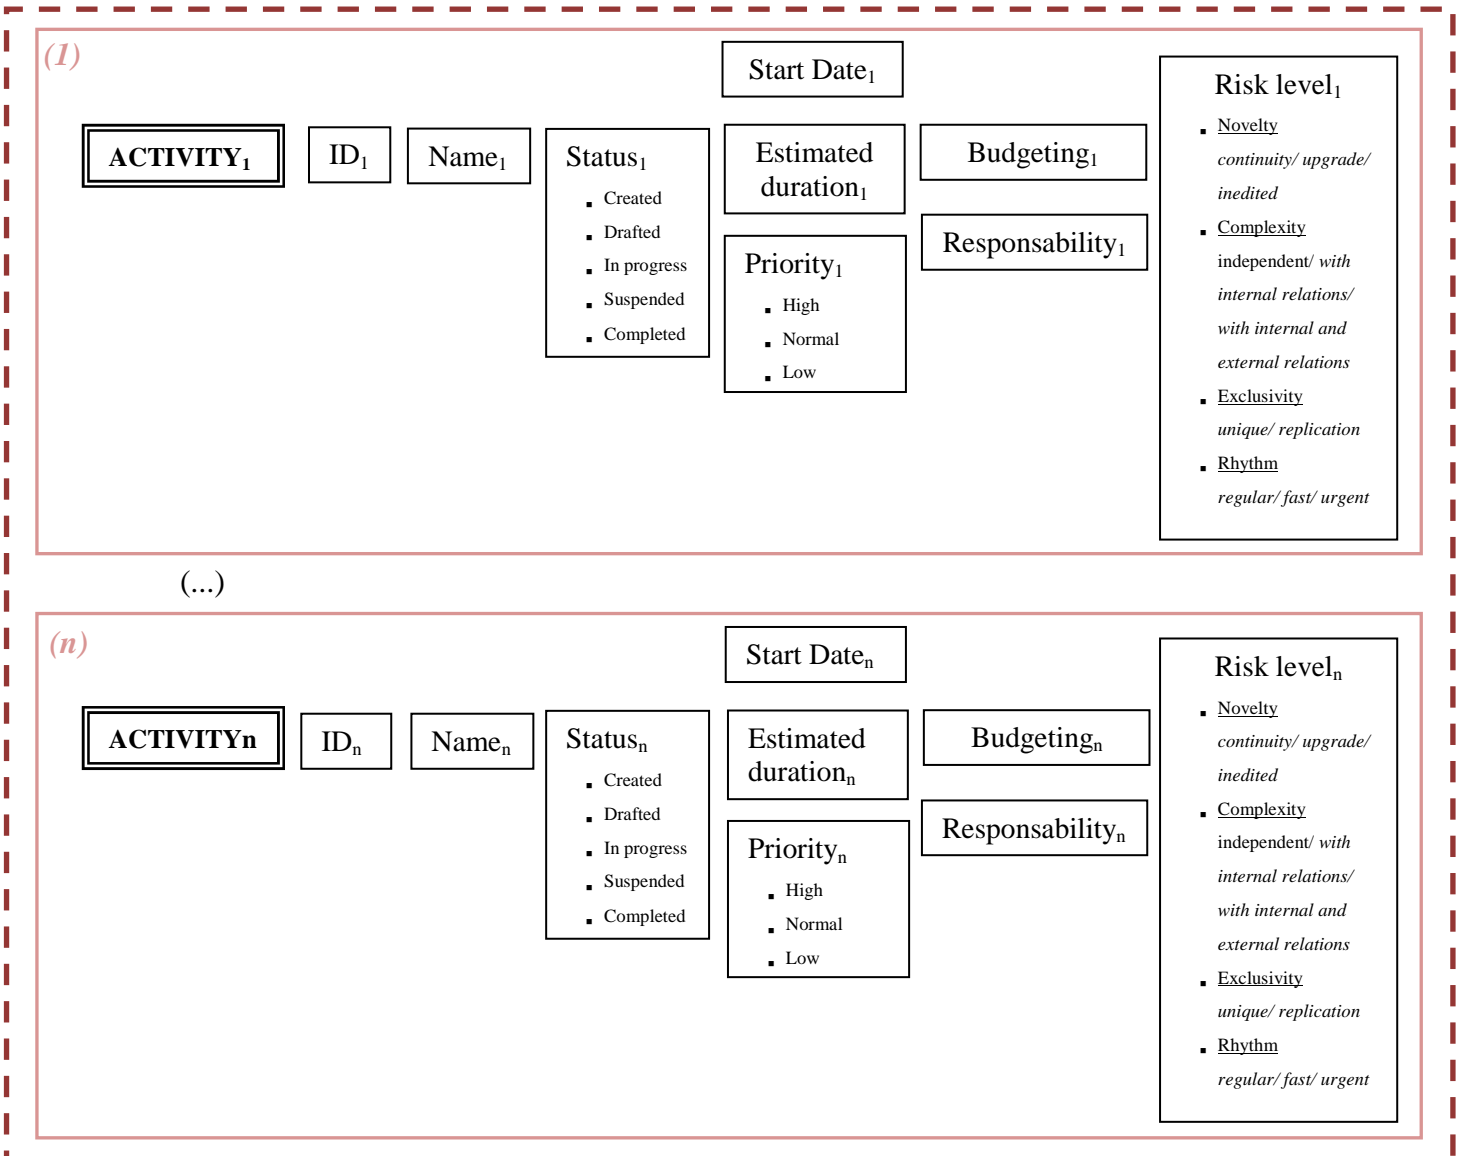 (1)
ACTIVITY1
ID1
Name1
Status1
Created
Drafted
In progress
Suspended
Completed
Start Date1
Estimated
duration1
Priority1
High
Normal
Low
Budgeting1
Responsability1
Risk level1
Novelty
continuity/ upgrade/
inedited
Complexity
independent/ with
internal relations/
with internal and
external relations
Exclusivity
unique/ replication
Rhythm
regular/ fast/ urgent
(...)
(n)
ACTIVITYn
IDn
Namen
Statusn
Created
Drafted
In progress
Suspended
Completed
Start Daten
Estimated
durationn
Priorityn
High
Normal
Low
Budgetingn
Responsabilityn
Risk leveln
Novelty
continuity/ upgrade/
inedited
Complexity
independent/ with
internal relations/
with internal and
external relations
Exclusivity
unique/ replication
Rhythm
regular/ fast/ urgent